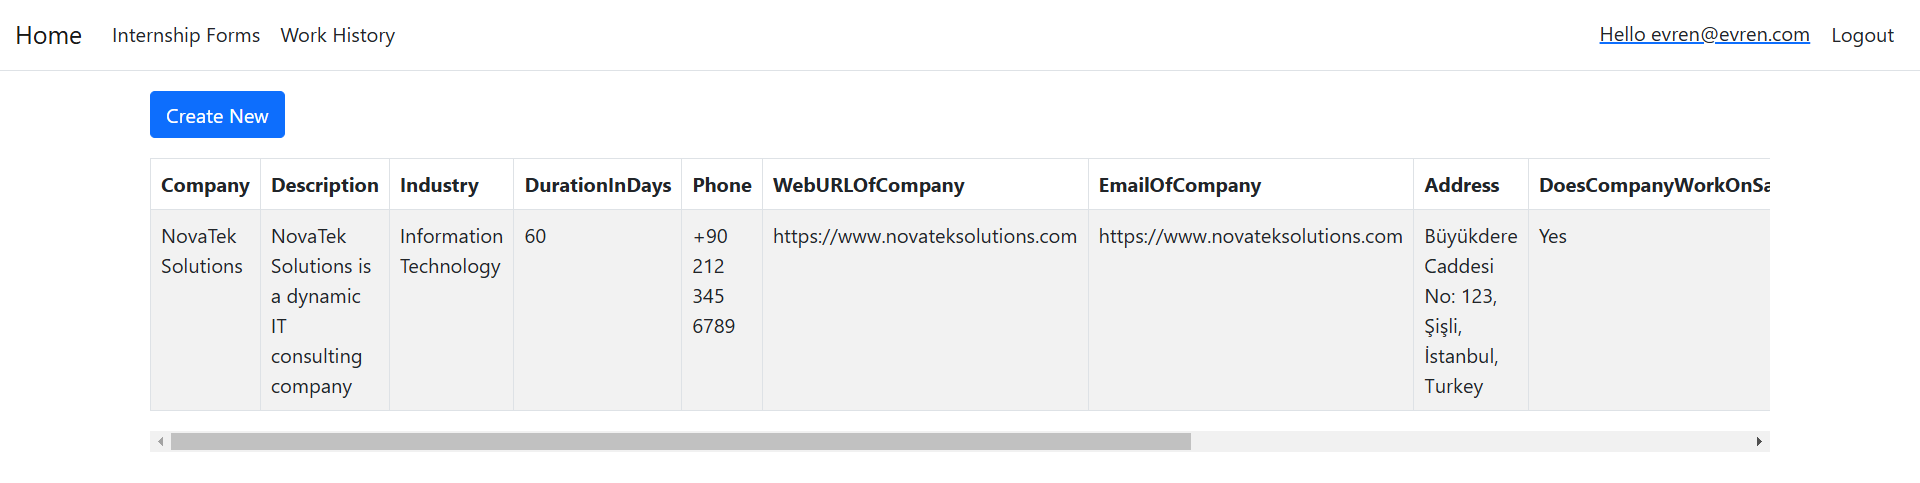 Home Internship Forms Work History Hello evren@evren.com Logout
Create New
Company Description Industry DurationInDays Phone WebURLOfCompany EmailOfCompany Address DoesCompanyWorkOnSa
NovaTek NovaTek Information 60 +90 https://www.novateksolutions.com https://www.novateksolutions.com Büyükdere Yes
Solutions Solutions is Technology 212 Caddesi
a dynamic 345 No: 123,
IT 6789 Şişli,
consulting İstanbul,
company Turkey